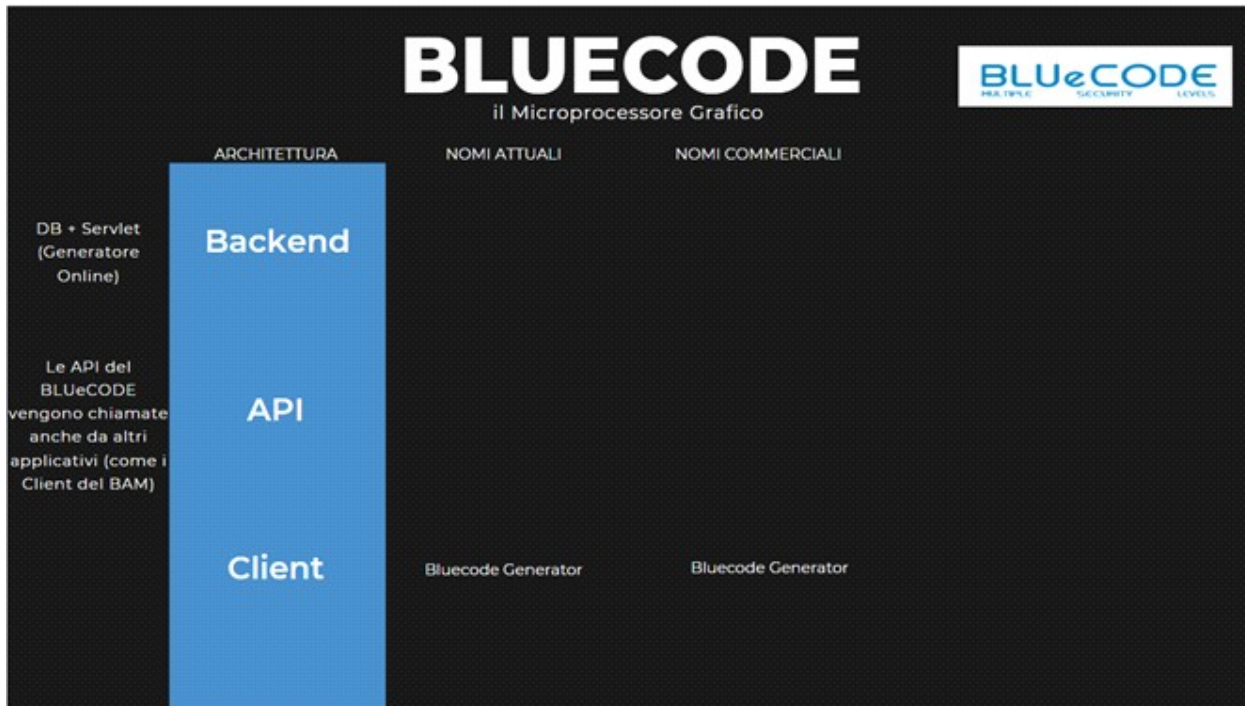 BLUECODE
il Microprocessore Grafico
BLUeCODE
MULTIPLE SECURITY LEVELS
ARCHITETTURA NOMI ATTUALI NOMI COMMERCIALI
DB + Servlet
(Generatore
Online)
Backend
Le API del
BLUeCODE
vengono chiamate
anche da altri
applicativi (come i
Client del BAM)
API
Client
Bluecode Generator
Bluecode Generator